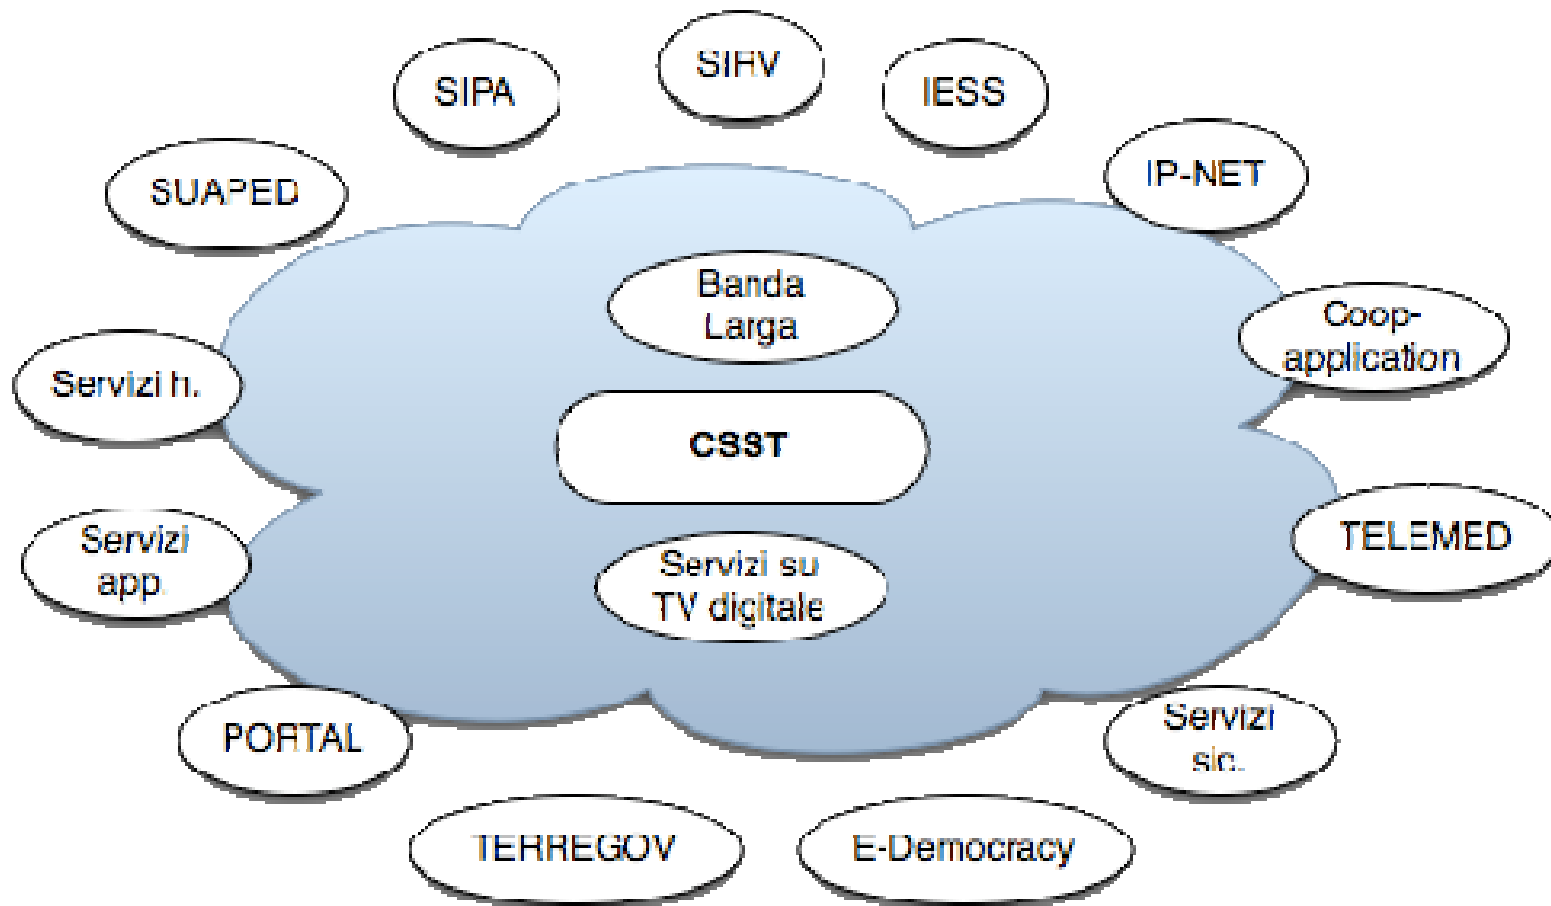 SIRV
SIPA
IESS
IP-NET
SUAPED
Banda
Larga
Coop-
application
Servizi h.
CSST
Servizi
app.
Servizi su
TV digitale
TELEMED
PORTAL
Servizi
sic.
TERREGOV
E-Democracy